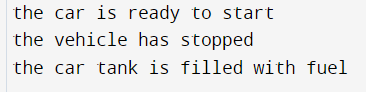 the car is ready to start
the vehicle has stopped
the car tank is filled with fuel